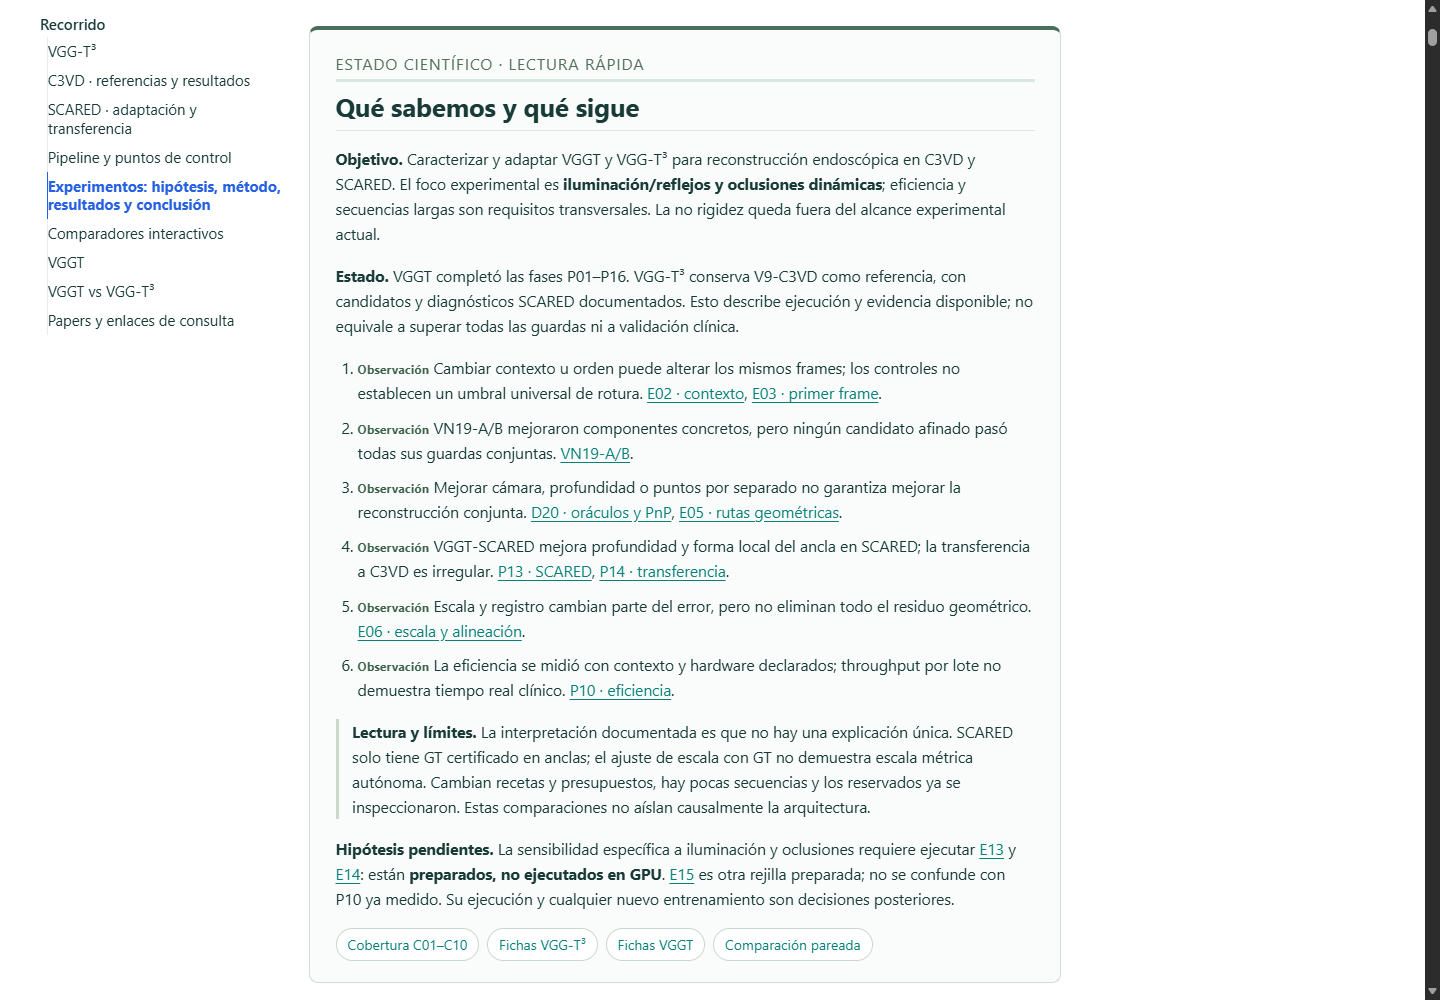 Recorrido
VGG-T³
C3VD · referencias y resultados
SCARED · adaptación y
transferencia
Pipeline y puntos de control
Experimentos: hipótesis, método,
resultados y conclusión
Comparadores interactivos
VGGT
VGGT vs VGG-T³
Papers y enlaces de consulta
ESTADO CIENTÍFICO · LECTURA RÁPIDA
Qué sabemos y qué sigue
Objetivo. Caracterizar y adaptar VGGT y VGG-T³ para reconstrucción endoscópica en C3VD y
SCARED. El foco experimental es iluminación/reflejos y oclusiones dinámicas; eficiencia y
secuencias largas son requisitos transversales. La no rigidez queda fuera del alcance experimental
actual.
Estado. VGGT completó las fases P01–P16. VGG-T³ conserva V9-C3VD como referencia, con
candidatos y diagnósticos SCARED documentados. Esto describe ejecución y evidencia disponible; no
equivale a superar todas las guardas ni a validación clínica.
1. Observación Cambiar contexto u orden puede alterar los mismos frames; los controles no
establecen un umbral universal de rotura. E02 · contexto, E03 · primer frame.
2. Observación VN19-A/B mejoraron componentes concretos, pero ningún candidato afinado pasó
todas sus guardas conjuntas. VN19-A/B.
3. Observación Mejorar cámara, profundidad o puntos por separado no garantiza mejorar la
reconstrucción conjunta. D20 · oráculos y PnP, E05 · rutas geométricas.
4. Observación VGGT-SCARED mejora profundidad y forma local del ancla en SCARED; la transferencia
a C3VD es irregular. P13 · SCARED, P14 · transferencia.
5. Observación Escala y registro cambian parte del error, pero no eliminan todo el residuo geométrico.
E06 · escala y alineación.
6. Observación La eficiencia se midió con contexto y hardware declarados; throughput por lote no
demuestra tiempo real clínico. P10 · eficiencia.
Lectura y límites. La interpretación documentada es que no hay una explicación única. SCARED
solo tiene GT certificado en anclas; el ajuste de escala con GT no demuestra escala métrica
autónoma. Cambian recetas y presupuestos, hay pocas secuencias y los reservados ya se
inspeccionaron. Estas comparaciones no aíslan causalmente la arquitectura.
Hipótesis pendientes. La sensibilidad específica a iluminación y oclusiones requiere ejecutar E13 y
E14: están preparados, no ejecutados en GPU. E15 es otra rejilla preparada; no se confunde con
P10 ya medido. Su ejecución y cualquier nuevo entrenamiento son decisiones posteriores.
Cobertura C01–C10
Fichas VGG-T³
Fichas VGGT
Comparación pareada